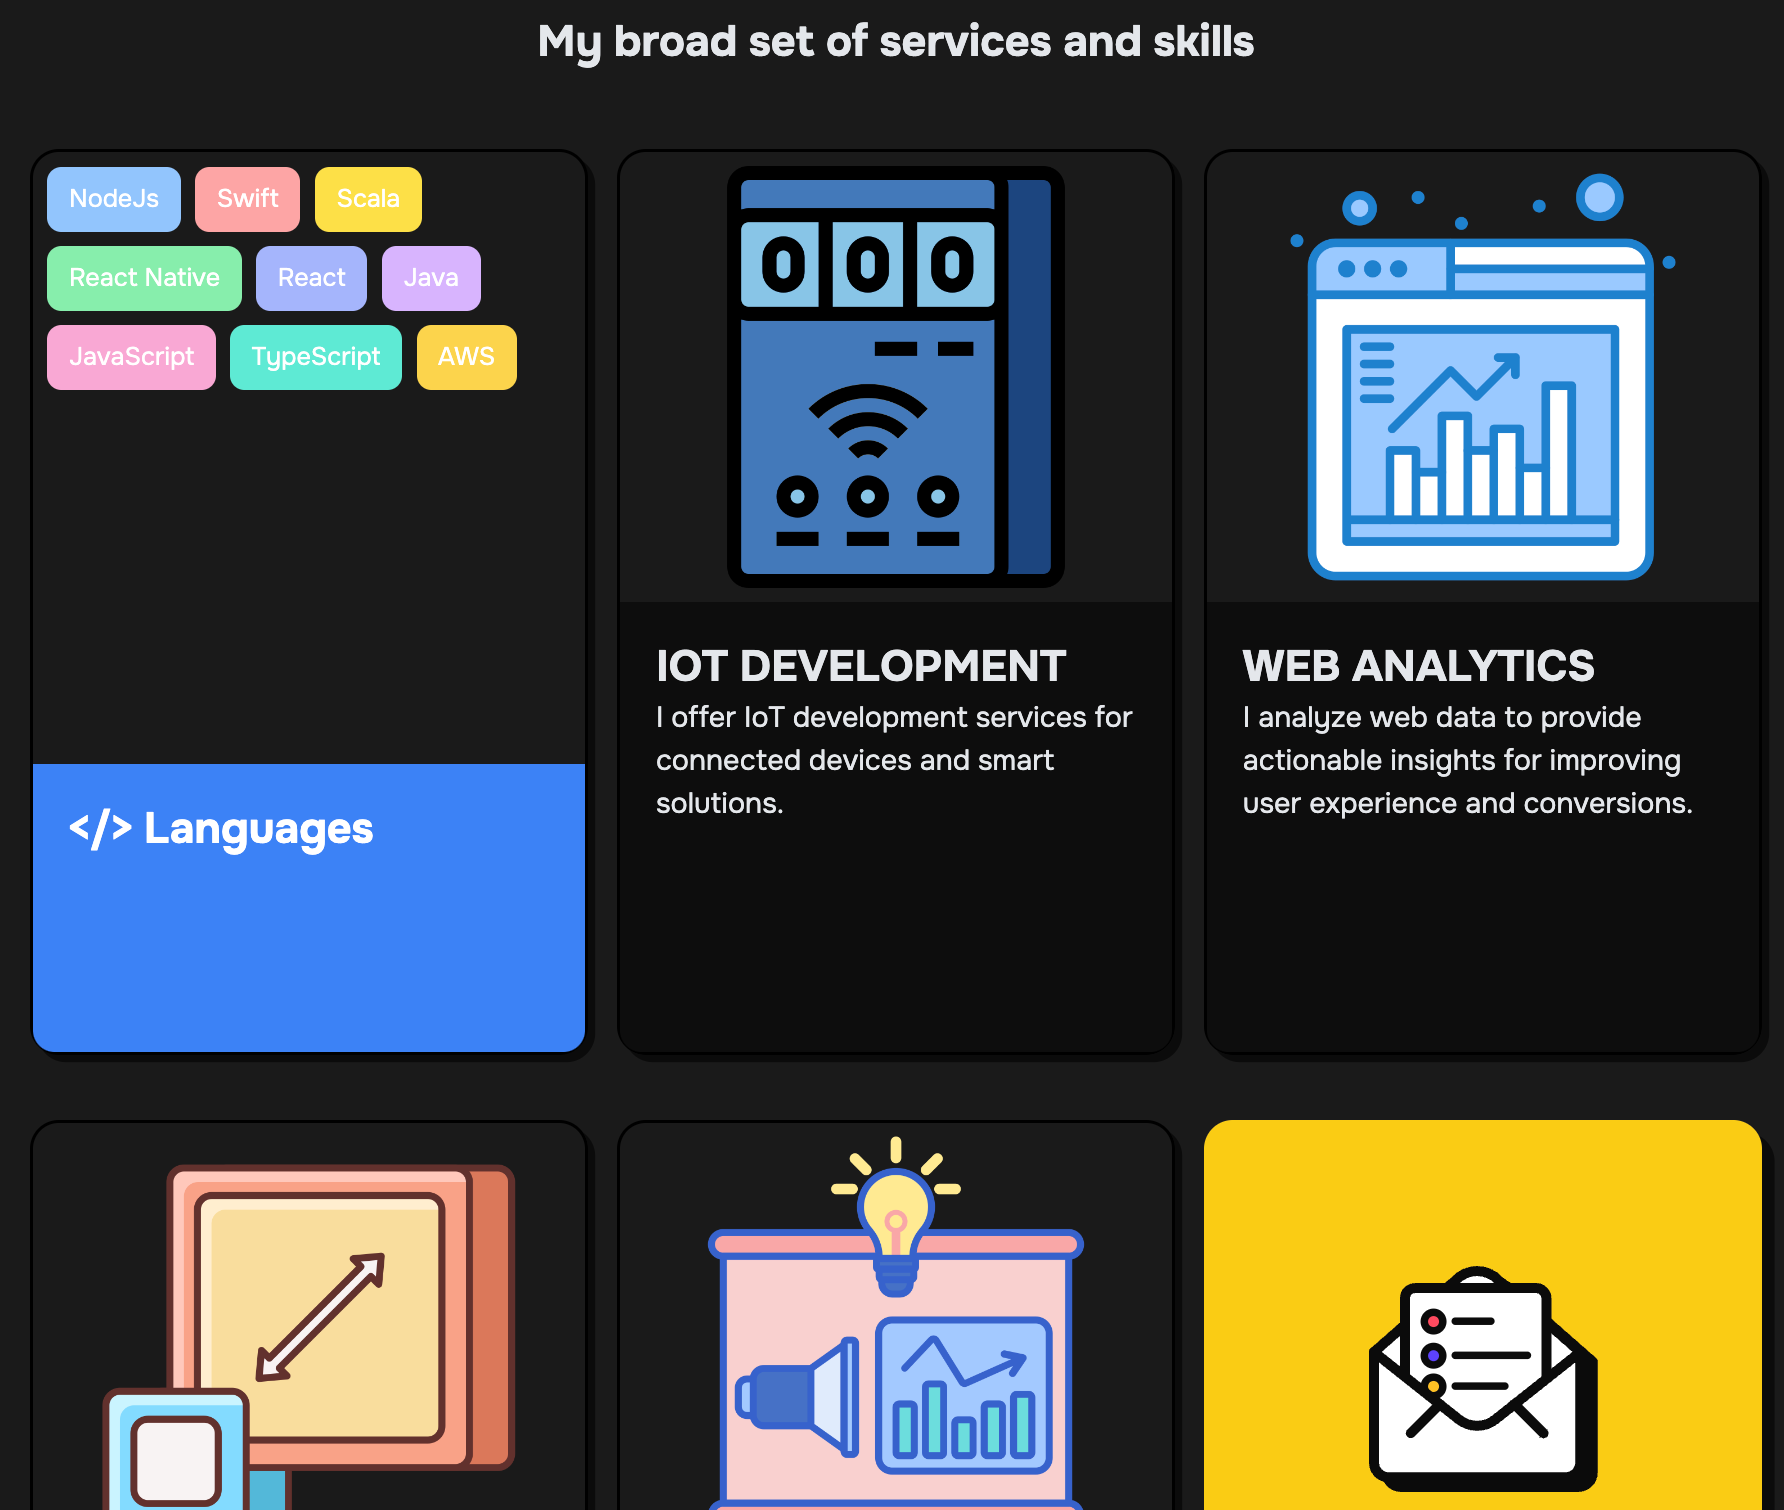 My broad set of services and skills
NodeJs Swift Scala
React Native React Java
JavaScript TypeScript AWS
</> Languages
000
IOT DEVELOPMENT
I offer IoT development services for
connected devices and smart
solutions.
WEB ANALYTICS
I analyze web data to provide
actionable insights for improving
user experience and conversions.